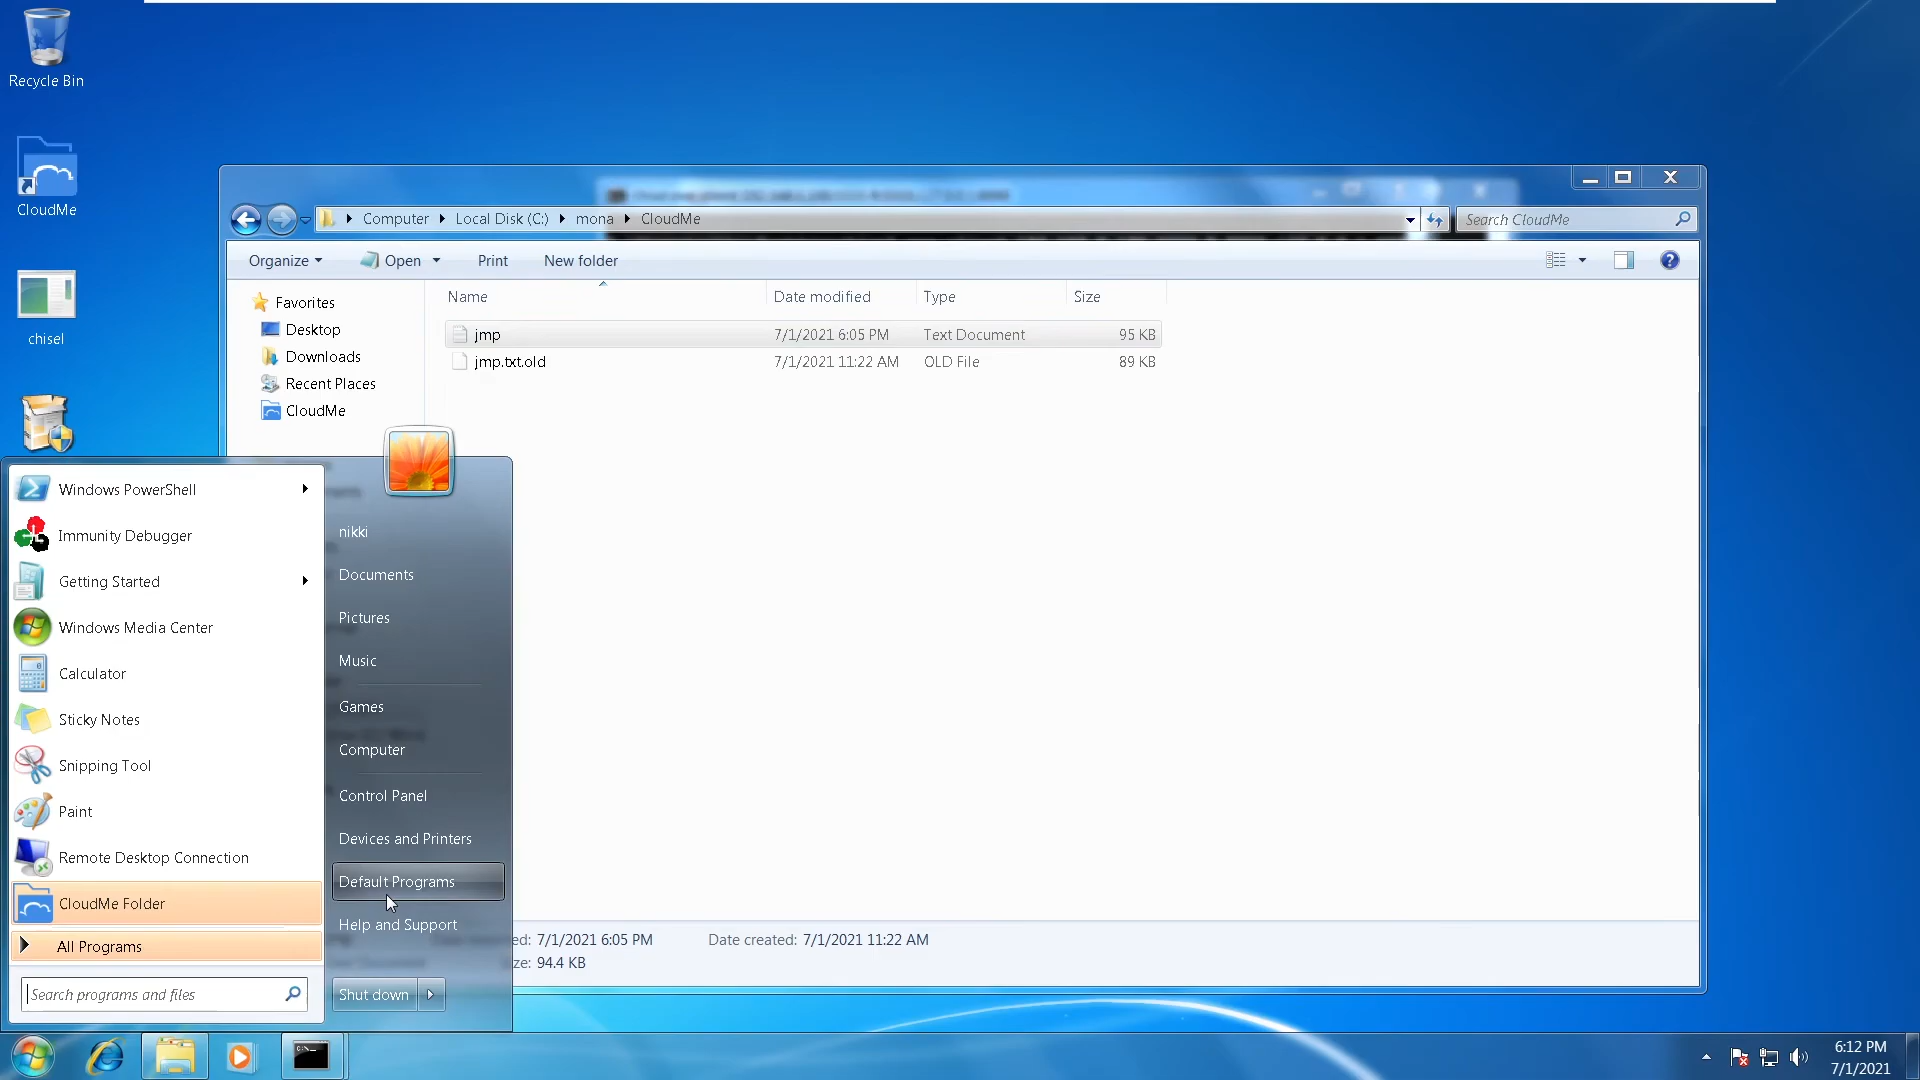 Recycle Bin
CloudMe
chisel
Computer
Local Disk (C:)
mona
CloudMe
Search CloudMe
Organize
Open
Print
New folder
Name
Date modified
Type
Size
jmp
7/1/2021 6:05 PM
Text Document
95 KB
jmp.txt.old
7/1/2021 11:22 AM
OLD File
89 KB
Favorites
Desktop
Downloads
Recent Places
CloudMe
Windows PowerShell
Immunity Debugger
Getting Started
Windows Media Center
Calculator
Sticky Notes
Snipping Tool
Paint
Remote Desktop Connection
CloudMe Folder
All Programs
Search programs and files
nikki
Documents
Pictures
Music
Games
Computer
Control Panel
Devices and Printers
Default Programs
Help and Support
Shut down
7/1/2021 6:05 PM
Date created: 7/1/2021 11:22 AM
94.4 KB
6:12 PM
7/1/2021